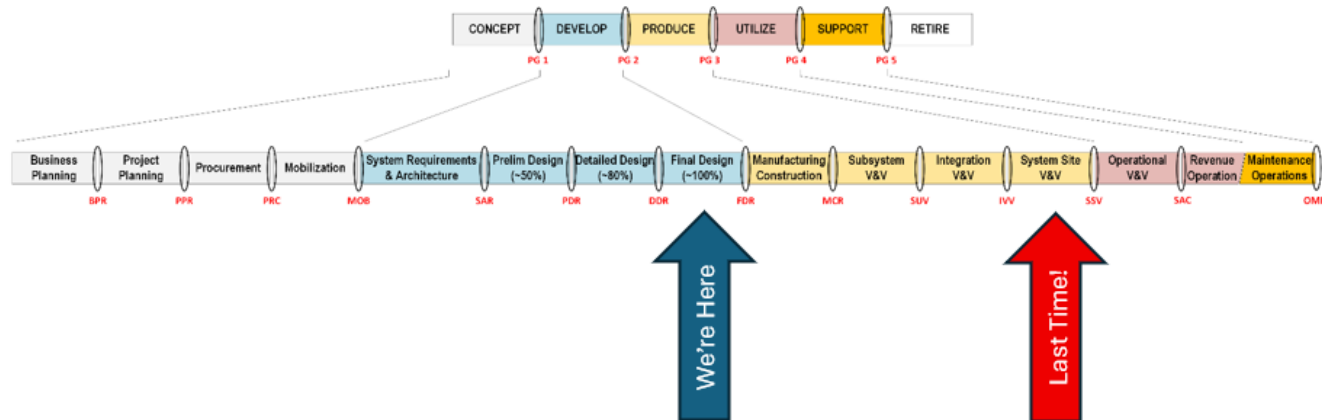 CONCEPT DEVELOP PRODUCE UTILIZE SUPPORT RETIRE
PG 1 PG 2 PG 3 PG 4 PG 5
Business Planning
Project Planning
Procurement
Mobilization
System Requirements & Architecture
Prelim Design (~50%)
Detailed Design (~80%)
Final Design (~100%)
Manufacturing Construction
Subsystem V&V
Integration V&V
System Site V&V
Operational V&V
Revenue Operation
Maintenance Operations
BPR PPR PRC MOB SAR PDR DDR FDR MCR SUV IVV SSV SAC
We're Here
Last Time!